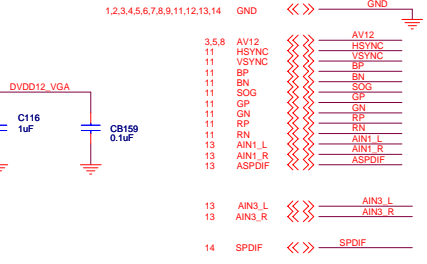 1,2,3,4,5,6,7,8,9,11,12,13,14 GND GND
3,5,8 AV12 AV12
11 HSYNC HSYNC
11 VSYNC VSYNC
11 BP BP
11 BN BN
11 SOG SOG
11 GP GP
11 GN GN
11 RP RP
11 RN RN
13 AIN1_L AIN1_L
13 AIN1_R AIN1_R
13 ASPDIF ASPDIF
DVDD12_VGA
C116
1uF
CB159
0.1uF
13 AIN3_L AIN3_L
13 AIN3_R AIN3_R
14 SPDIF SPDIF